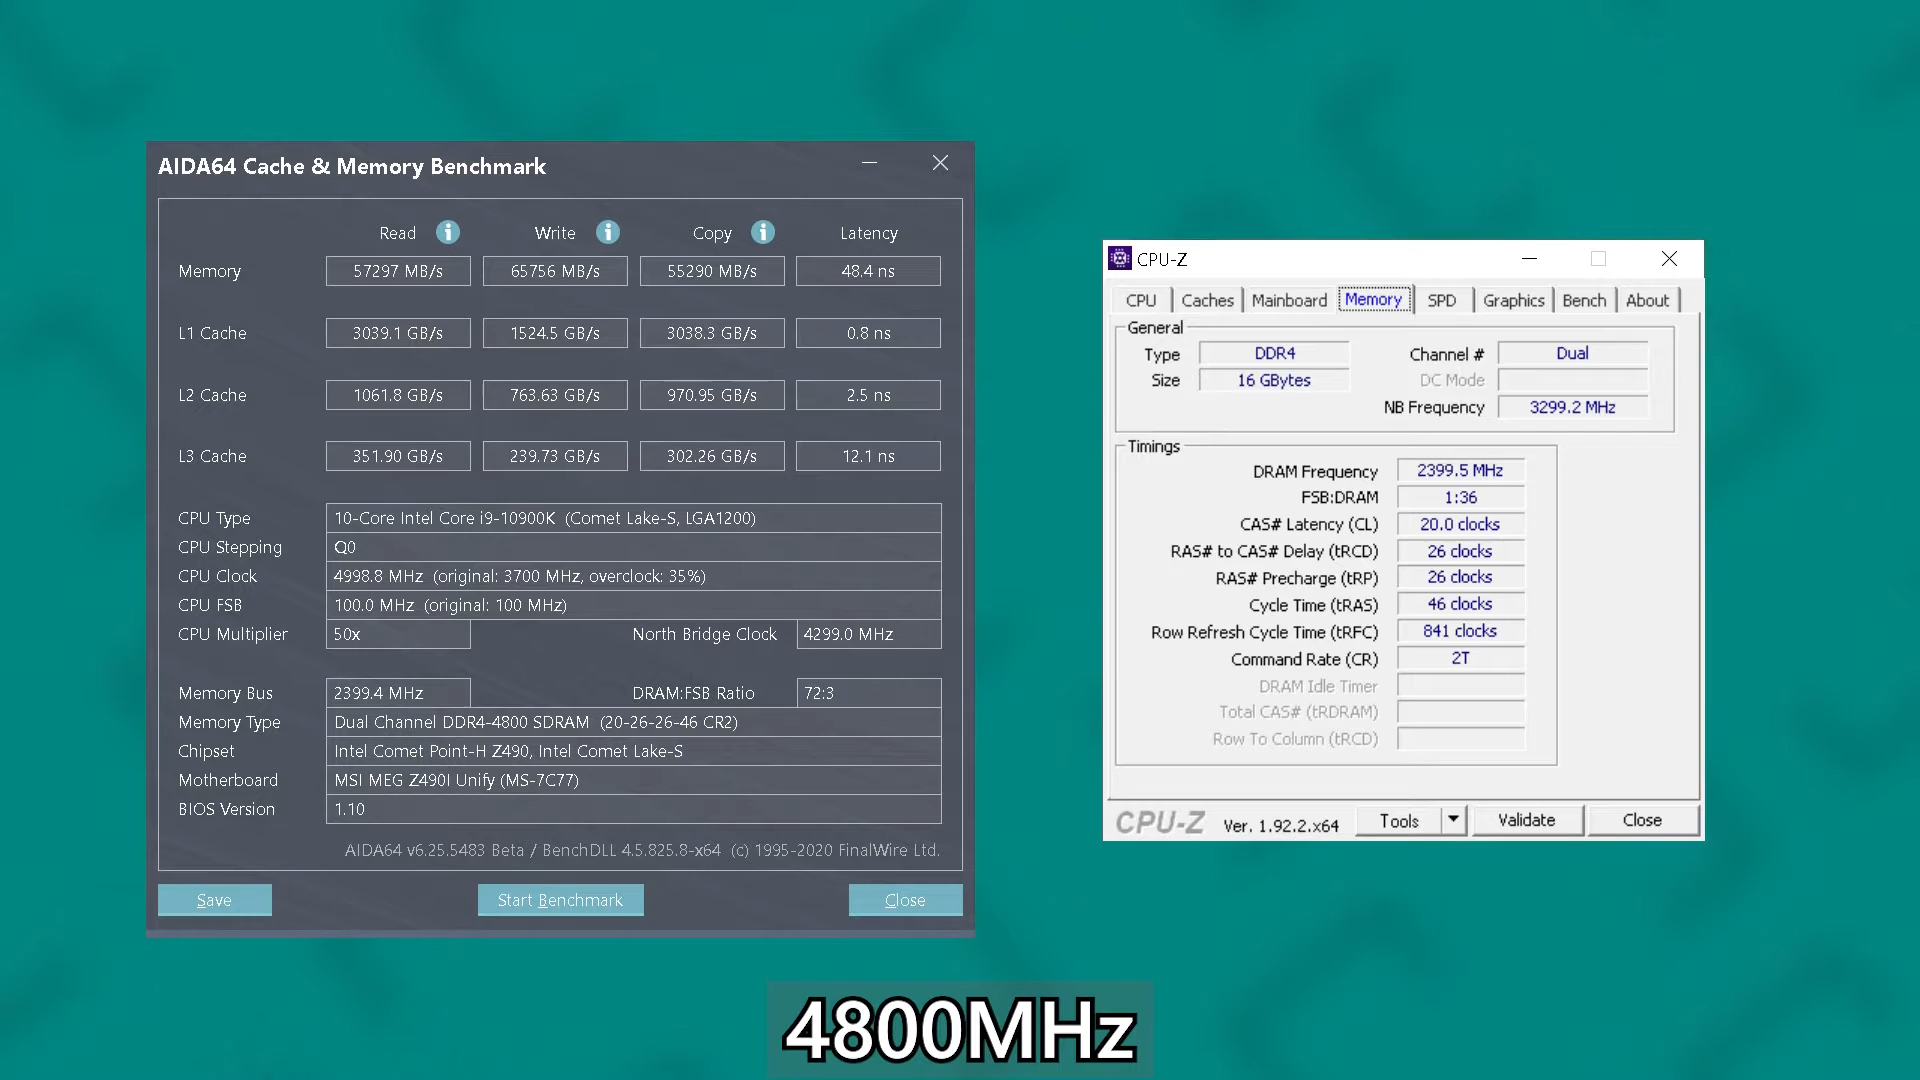 AIDA64 Cache & Memory Benchmark
Read Write Copy Latency
Memory 57297 MB/s 65756 MB/s 55290 MB/s 48.4 ns
L1 Cache 3039.1 GB/s 1524.5 GB/s 3038.3 GB/s 0.8 ns
L2 Cache 1061.8 GB/s 763.63 GB/s 970.95 GB/s 2.5 ns
L3 Cache 351.90 GB/s 239.73 GB/s 302.26 GB/s 12.1 ns
CPU Type 10-Core Intel Core i9-10900K (Comet Lake-S, LGA1200)
CPU Stepping Q0
CPU Clock 4998.8 MHz (original: 3700 MHz, overclock: 35%)
CPU FSB 100.0 MHz (original: 100 MHz)
CPU Multiplier 50x North Bridge Clock 4299.0 MHz
Memory Bus 2399.4 MHz DRAM:FSB Ratio 72:3
Memory Type Dual Channel DDR4-4800 SDRAM (20-26-26-46 CR2)
Chipset Intel Comet Point-H Z490, Intel Comet Lake-S
Motherboard MSI MEG Z490I Unify (MS-7C77)
BIOS Version 1.10
AIDA64 v6.25.5483 Beta / BenchDLL 4.5.825.8-x64 (c) 1995-2020 FinalWire Ltd.
Save Start Benchmark Close
CPU-Z
CPU Caches Mainboard Memory SPD Graphics Bench About
General
Type DDR4 Channel # Dual
Size 16 GBytes DC Mode
NB Frequency 3299.2 MHz
Timings
DRAM Frequency 2399.5 MHz
FSB:DRAM 1:36
CAS# Latency (CL) 20.0 clocks
RAS# to CAS# Delay (tRCD) 26 clocks
RAS# Precharge (tRP) 26 clocks
Cycle Time (tRAS) 46 clocks
Row Refresh Cycle Time (tRFC) 841 clocks
Command Rate (CR) 2T
DRAM Idle Timer
Total CAS# (tRDRAM)
Row To Column (tRCD)
CPU-Z Ver. 1.92.2.x64 Tools Validate Close
4800MHz